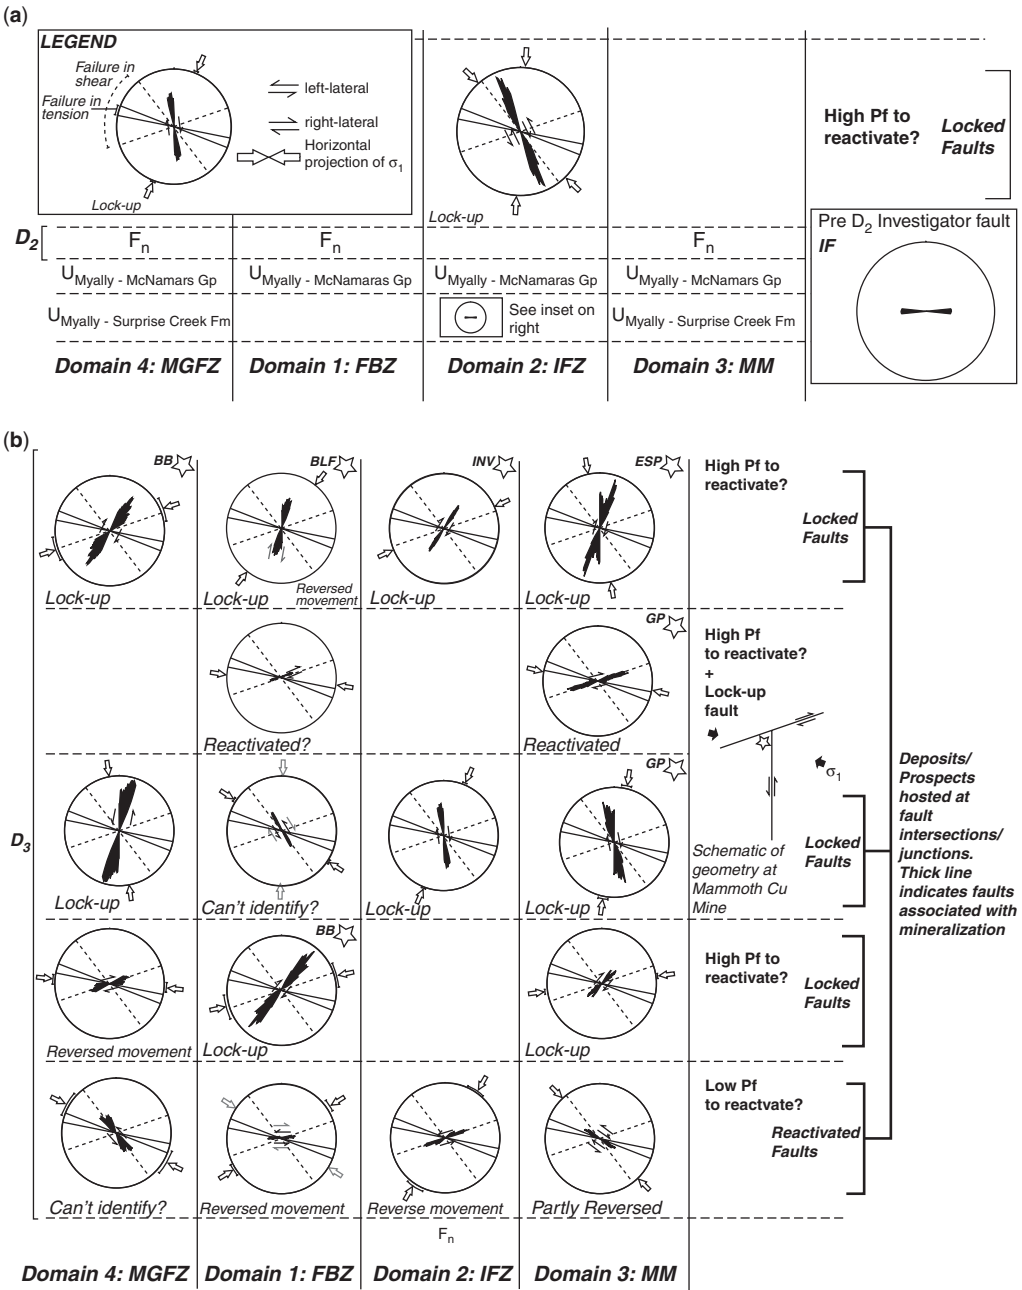 (a)
LEGEND
Failure in
shear
Failure in
tension
left-lateral
right-lateral
Horizontal
projection of σ1
Lock-up
Lock-up
High Pf to
reactivate?
Locked
Faults
D2
Fn
Fn
Fn
UMyally - McNamars Gp
UMyally - McNamaras Gp
UMyally - McNamaras Gp
UMyally - McNamaras Gp
UMyally - Surprise Creek Fm
See inset on
right
UMyally - Surprise Creek Fm
Domain 4: MGFZ
Domain 1: FBZ
Domain 2: IFZ
Domain 3: MM
Pre D2 Investigator fault
IF
(b)
BB
BLF
INV
ESP
High Pf to
reactivate?
Locked
Faults
Lock-up
Lock-up
Reversed
movement
Lock-up
Lock-up
GP
High Pf
to reactivate?
+
Lock-up
fault
Reactivated?
Reactivated
σ1
D3
GP
Lock-up
Can't identify?
Lock-up
Lock-up
Schematic of
geometry at
Mammoth Cu
Mine
Locked
Faults
Deposits/
Prospects
hosted at
fault
intersections/
junctions.
Thick line
indicates faults
associated with
mineralization
BB
High Pf to
reactivate?
Locked
Faults
Reversed movement
Lock-up
Lock-up
Low Pf
to reactvate?
Reactivated
Faults
Can't identify?
Reversed movement
Reverse movement
Partly Reversed
Fn
Domain 4: MGFZ
Domain 1: FBZ
Domain 2: IFZ
Domain 3: MM